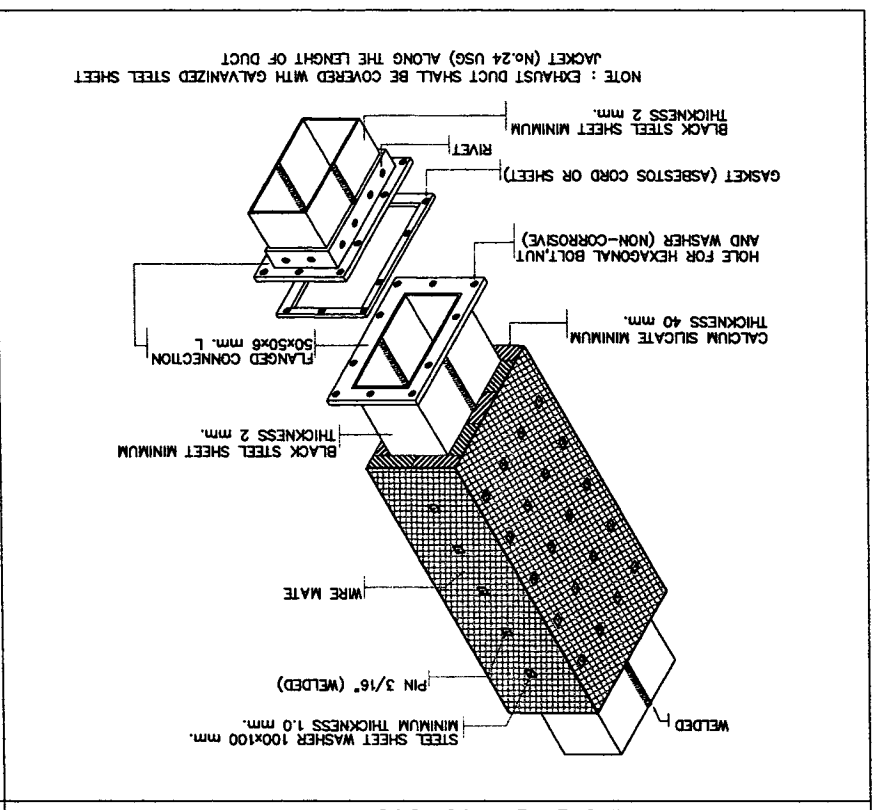 WELDED
STEEL SHEET WASHER 100x100 mm.
MINIMUM THICKNESS 1.0 mm.
PIN 3/16" (WELDED)
WIRE MATE
BLACK STEEL SHEET MINIMUM
THICKNESS 2 mm.
FLANGED CONNECTION
50x50x6 mm. L
CALCIUM SILICATE MINIMUM
THICKNESS 40 mm.
HOLE FOR HEXAGONAL BOLT,NUT
AND WASHER (NON-CORROSIVE)
GASKET (ASBESTOS CORD OR SHEET)
RIVET
BLACK STEEL SHEET MINIMUM
THICKNESS 2 mm.
NOTE : EXHAUST DUCT SHALL BE COVERED WITH GALVANIZED STEEL SHEET
JACKET (No.24 USG) ALONG THE LENGHT OF DUCT